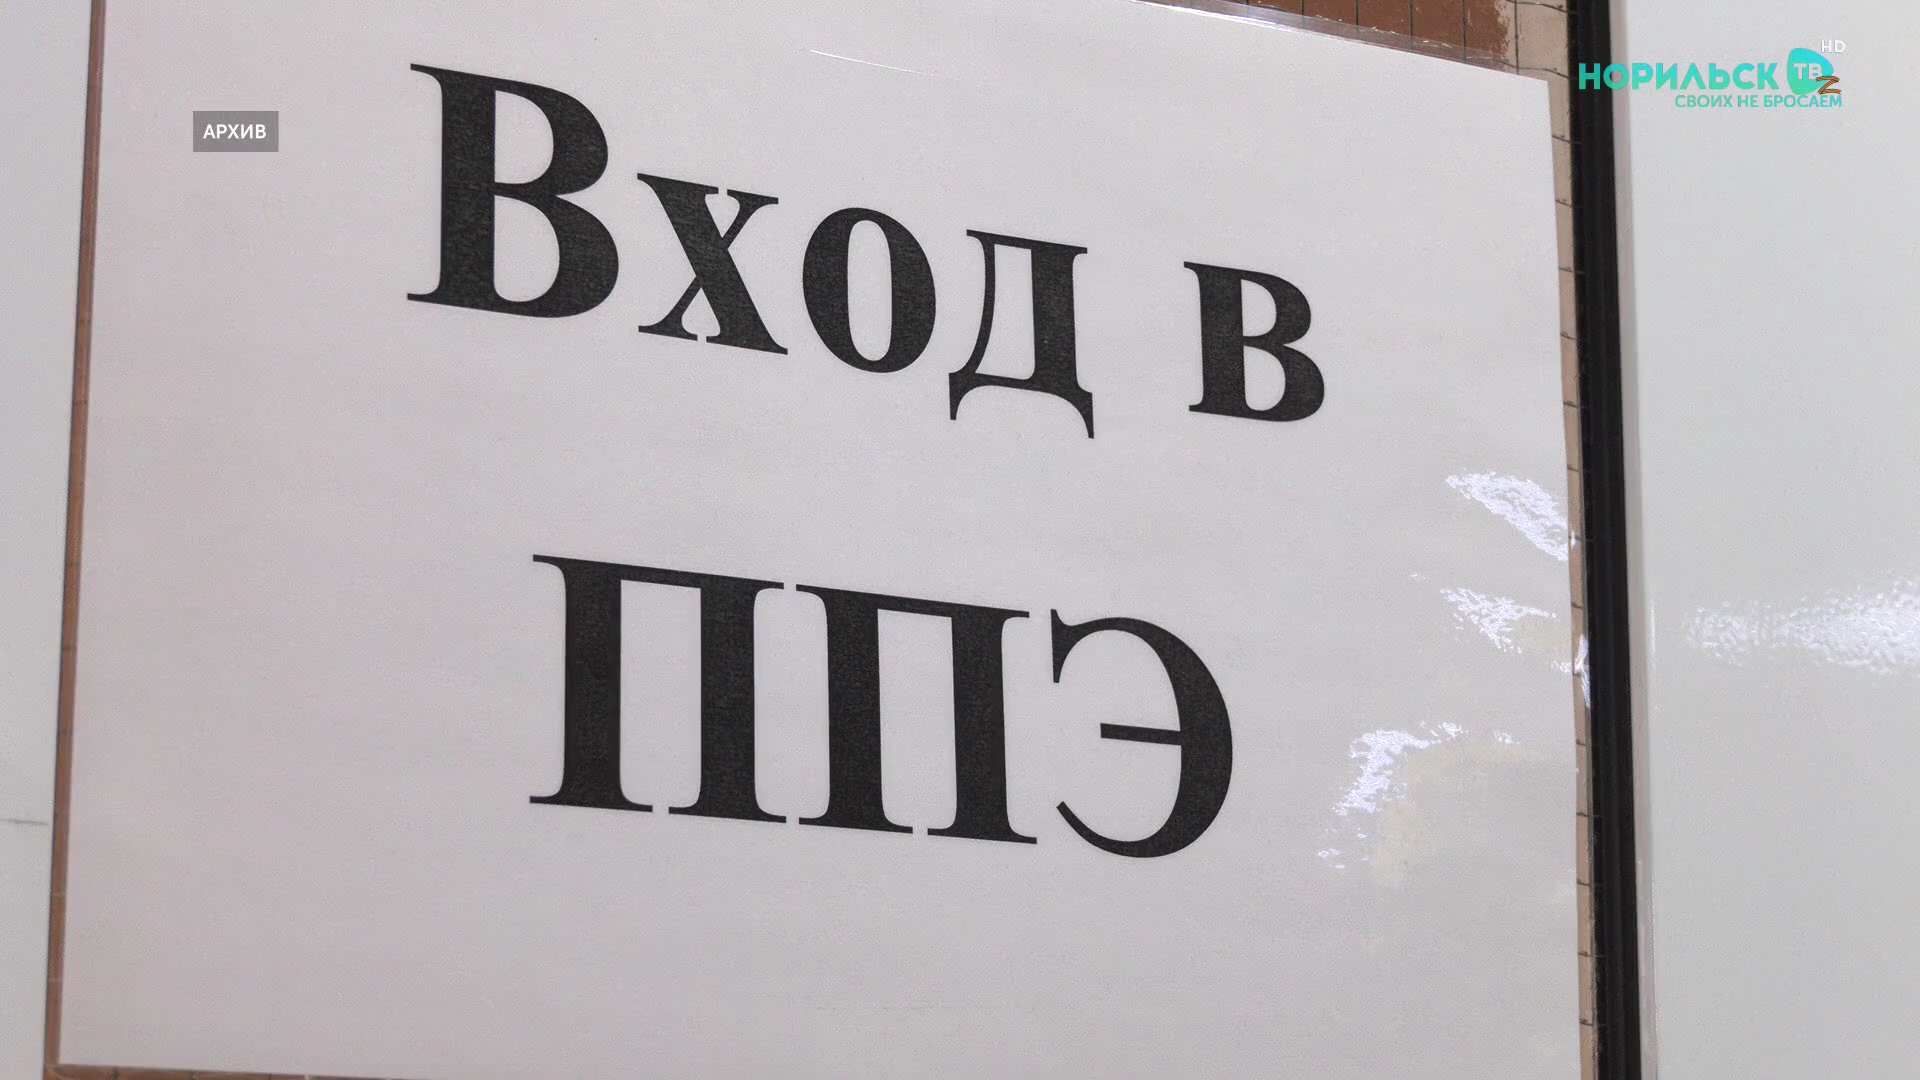 НОРИЛЬСК ТВ HD
СВОИХ НЕ БРОСАЕМ
АРХИВ
Вход в
ППЭ